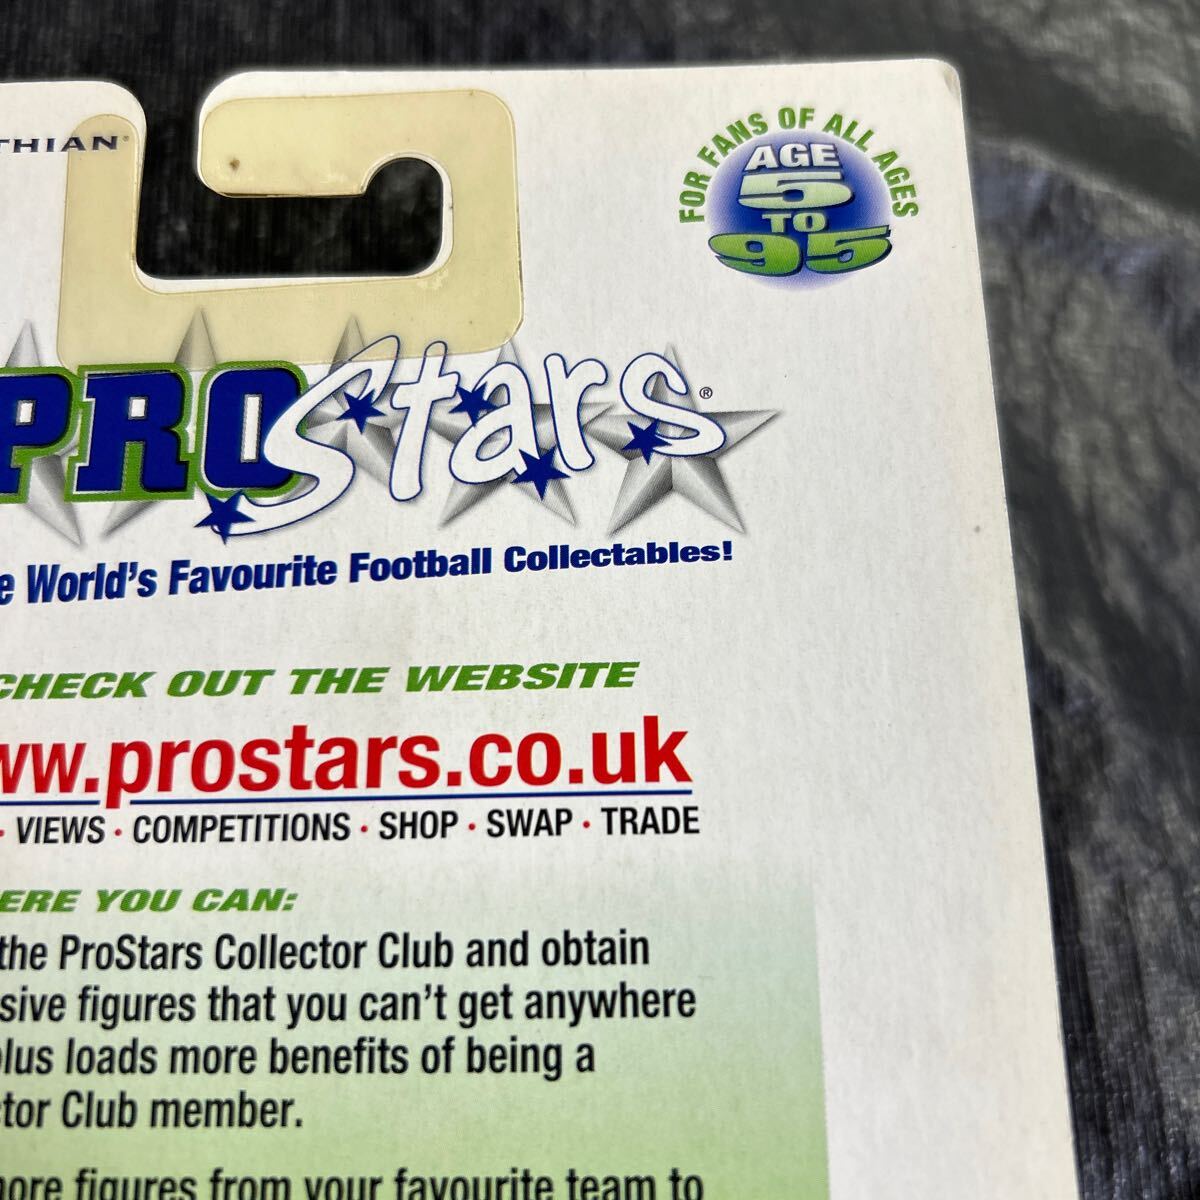 THIAN®
FOR FANS OF ALL AGES
AGE
5
TO
95
PROStars®
World's Favourite Football Collectables!
CHECK OUT THE WEBSITE
w.prostars.co.uk
· VIEWS · COMPETITIONS · SHOP · SWAP · TRADE
ERE YOU CAN:
the ProStars Collector Club and obtain
sive figures that you can't get anywhere
plus loads more benefits of being a
ctor Club member.
more figures from your favourite team to